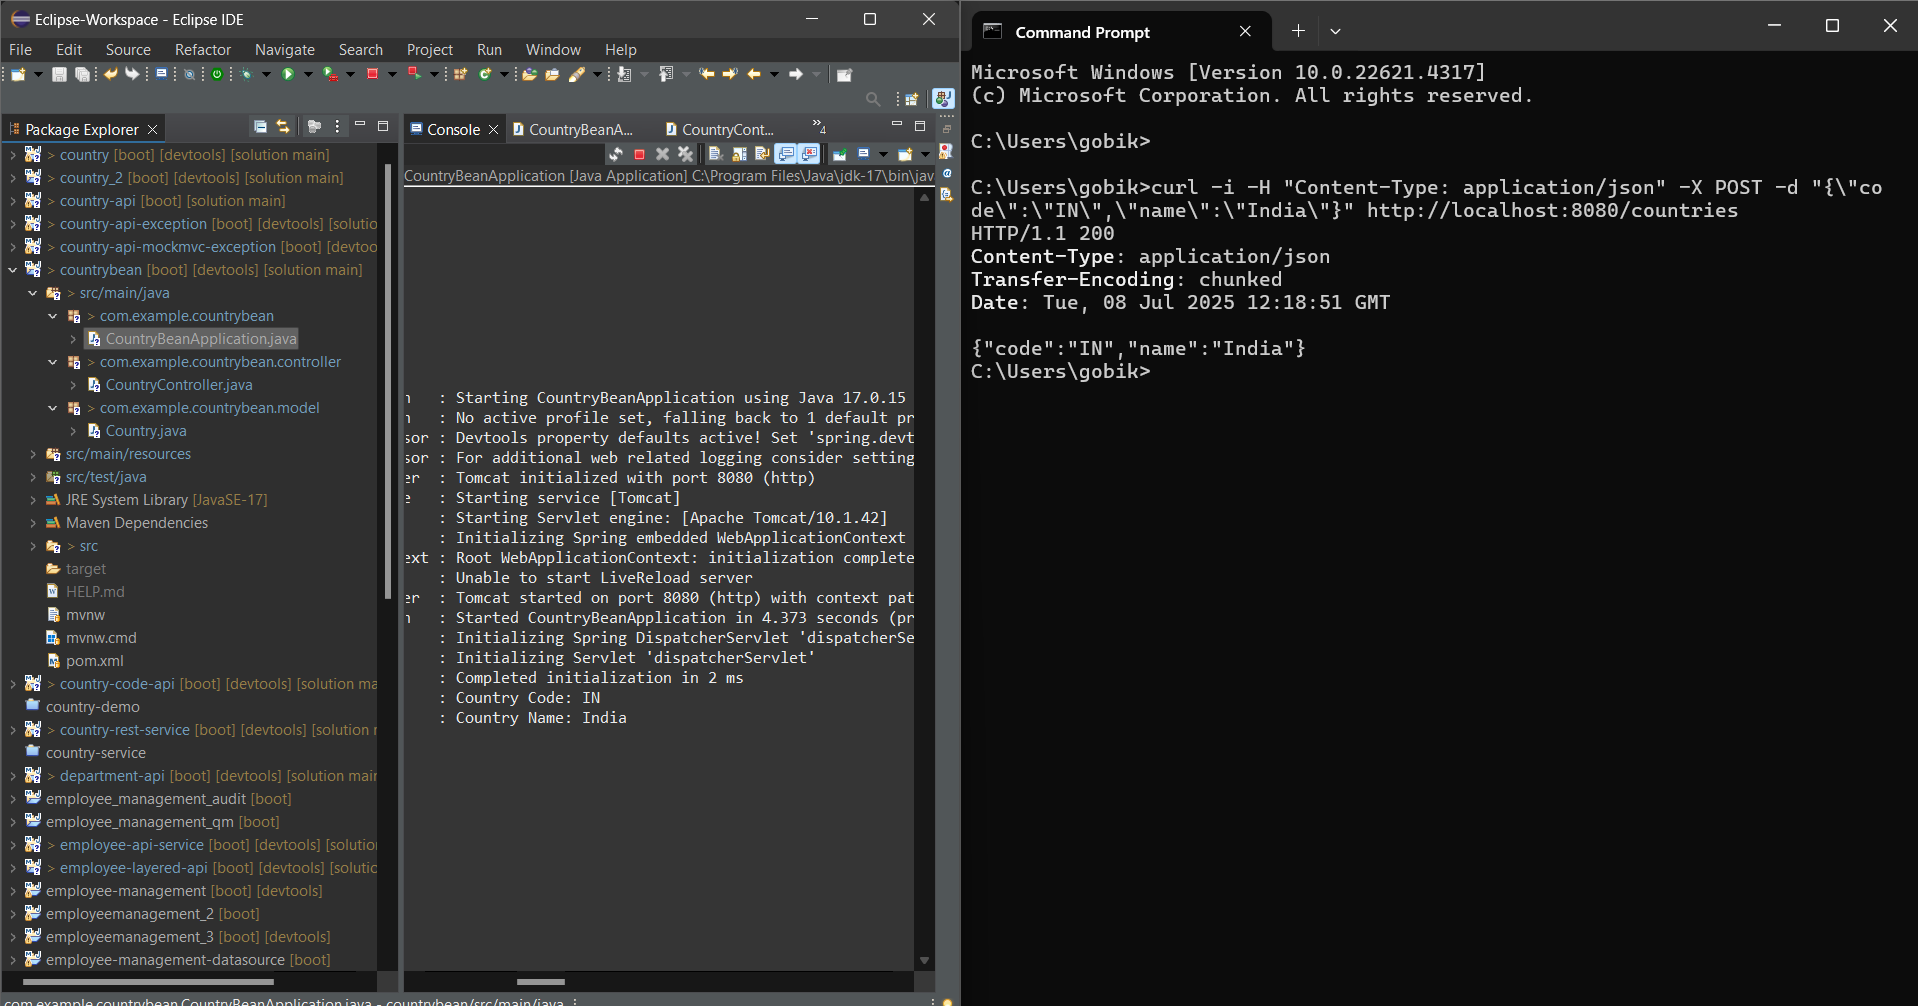 Eclipse-Workspace - Eclipse IDE
File Edit Source Refactor Navigate Search Project Run Window Help
Package Explorer
> country [boot] [devtools] [solution main]
> country_2 [boot] [devtools] [solution main]
> country-api [boot] [solution main]
> country-api-exception [boot] [devtools] [solutio
> country-api-mockmvc-exception [boot] [devtoo
> countrybean [boot] [devtools] [solution main]
> src/main/java
> com.example.countrybean
CountryBeanApplication.java
> com.example.countrybean.controller
CountryController.java
> com.example.countrybean.model
Country.java
src/main/resources
src/test/java
JRE System Library [JavaSE-17]
Maven Dependencies
> src
target
HELP.md
mvnw
mvnw.cmd
pom.xml
> country-code-api [boot] [devtools] [solution ma
country-demo
> country-rest-service [boot] [devtools] [solution r
country-service
> department-api [boot] [devtools] [solution mair
employee_management_audit [boot]
employee_management_qm [boot]
> employee-api-service [boot] [devtools] [solutio
> employee-layered-api [boot] [devtools] [solutic
employee-management [boot] [devtools]
employeemanagement_2 [boot]
employeemanagement_3 [boot] [devtools]
employee-management-datasource [boot]
com.example.countrybean.CountryBeanApplication.java - countrybean/src/main/java
Console CountryBeanA... CountryCont... »4
CountryBeanApplication [Java Application] C:\Program Files\Java\jdk-17\bin\jav
n : Starting CountryBeanApplication using Java 17.0.15
n : No active profile set, falling back to 1 default pr
sor : Devtools property defaults active! Set 'spring.devt
sor : For additional web related logging consider setting
er : Tomcat initialized with port 8080 (http)
e : Starting service [Tomcat]
: Starting Servlet engine: [Apache Tomcat/10.1.42]
: Initializing Spring embedded WebApplicationContext
ext : Root WebApplicationContext: initialization complete
: Unable to start LiveReload server
er : Tomcat started on port 8080 (http) with context pat
n : Started CountryBeanApplication in 4.373 seconds (pr
: Initializing Spring DispatcherServlet 'dispatcherSe
: Initializing Servlet 'dispatcherServlet'
: Completed initialization in 2 ms
: Country Code: IN
: Country Name: India
Command Prompt
Microsoft Windows [Version 10.0.22621.4317]
(c) Microsoft Corporation. All rights reserved.
C:\Users\gobik>
C:\Users\gobik>curl -i -H "Content-Type: application/json" -X POST -d "{\"co
de\":\"IN\",\"name\":\"India\"}" http://localhost:8080/countries
HTTP/1.1 200
Content-Type: application/json
Transfer-Encoding: chunked
Date: Tue, 08 Jul 2025 12:18:51 GMT
{"code":"IN","name":"India"}
C:\Users\gobik>